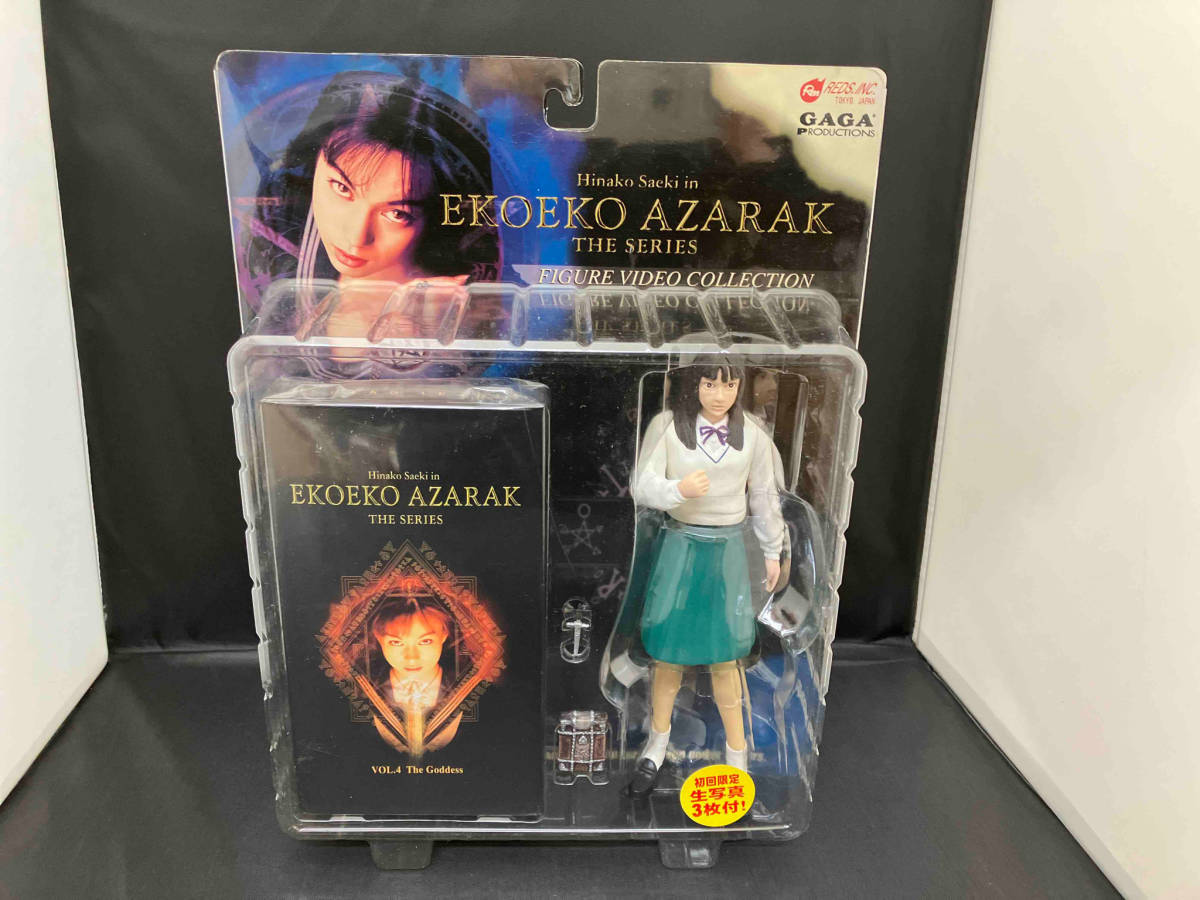 REDS, INC.
TOKYO JAPAN
GAGA
PRODUCTIONS
Hinako Saeki in
EKOEKO AZARAK
THE SERIES
FIGURE VIDEO COLLECTION
Hinako Saeki in
EKOEKO AZARAK
THE SERIES
VOL.4 The Goddess
初回限定
生写真
3枚付!